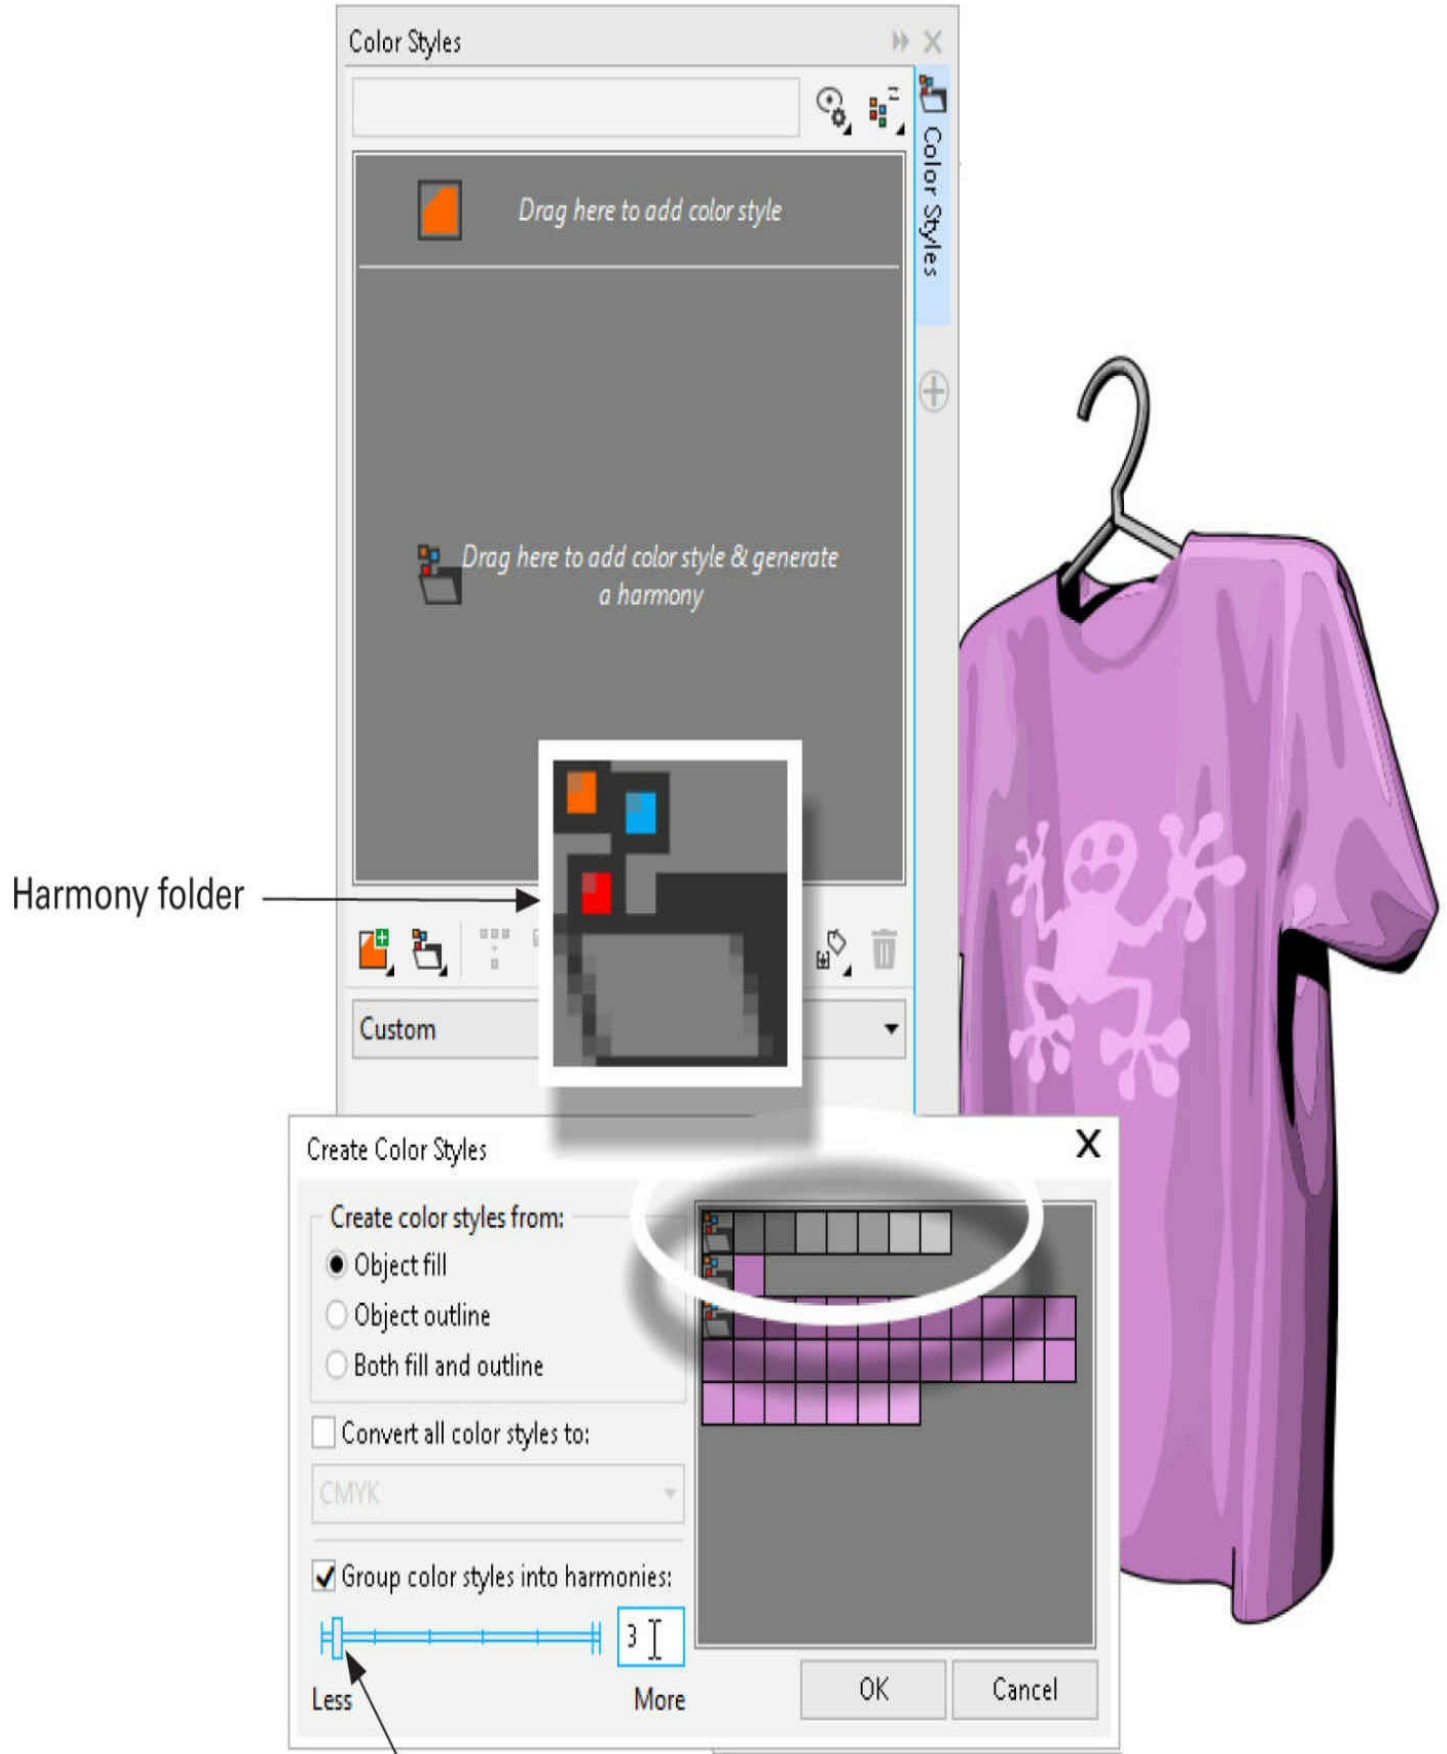 Color Styles
Color Styles
Drag here to add color style
Drag here to add color style & generate
a harmony
Harmony folder
Custom
Create Color Styles
X
Create color styles from:
Object fill
Object outline
Both fill and outline
Convert all color styles to:
CMYK
Group color styles into harmonies:
3
Less
More
OK
Cancel